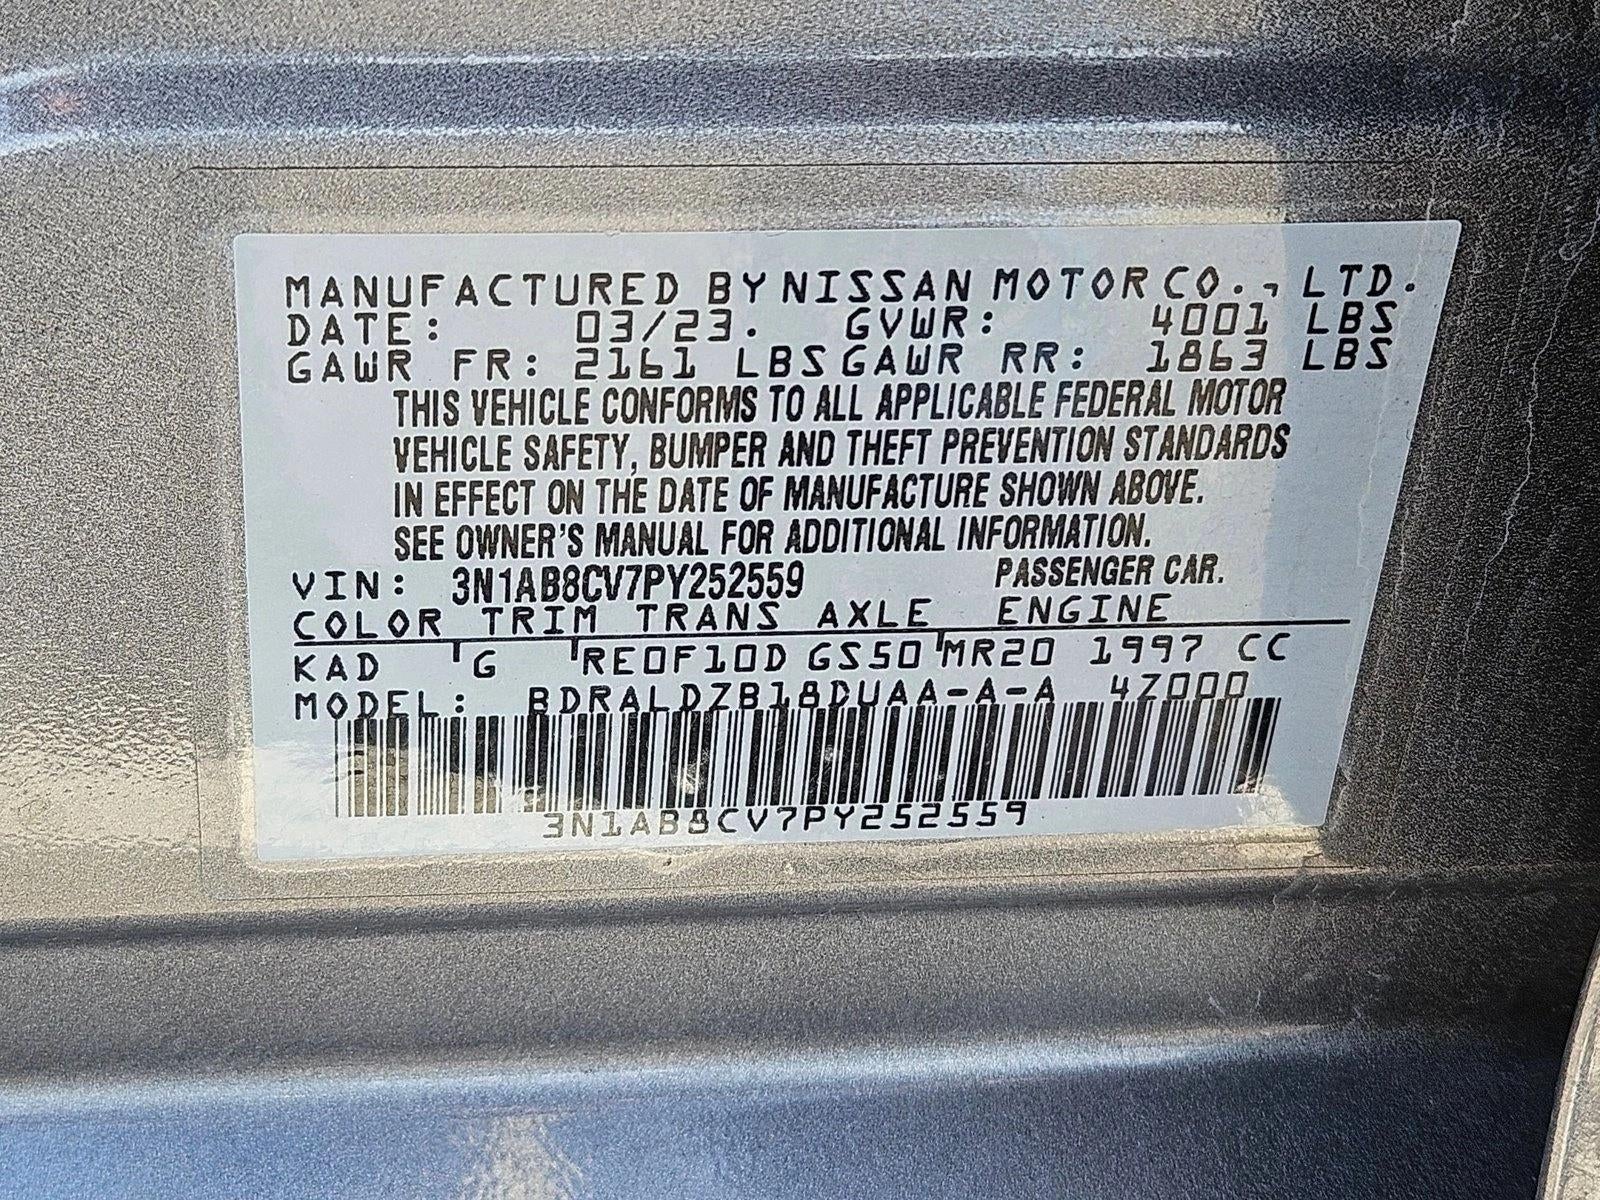 MANUFACTURED BY NISSAN MOTOR CO., LTD.
DATE: 03/23. GVWR: 4001 LBS
GAWR FR: 2161 LBS GAWR RR: 1863 LBS
THIS VEHICLE CONFORMS TO ALL APPLICABLE FEDERAL MOTOR
VEHICLE SAFETY, BUMPER AND THEFT PREVENTION STANDARDS
IN EFFECT ON THE DATE OF MANUFACTURE SHOWN ABOVE.
SEE OWNER'S MANUAL FOR ADDITIONAL INFORMATION.
VIN: 3N1AB8CV7PY252559 PASSENGER CAR.
COLOR TRIM TRANS AXLE ENGINE
KAD G RE0F10D GS50 MR20 1997 CC
MODEL: BDRALDZB18DUAA-A-A 47000
3N1AB8CV7PY252559